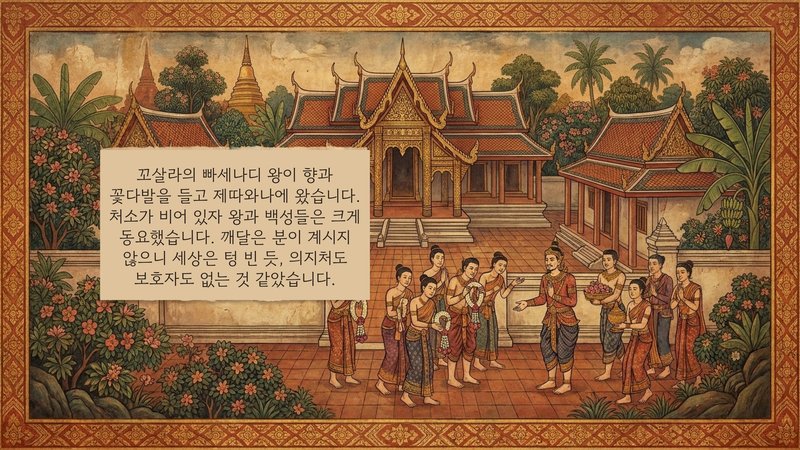 꼬살라의 빠세나디 왕이 향과
꽃다발을 들고 제따와나에 왔습니다.
처소가 비어 있자 왕과 백성들은 크게
동요했습니다. 깨달은 분이 계시지
않으니 세상은 텅 빈 듯, 의지처도
보호자도 없는 것 같았습니다.